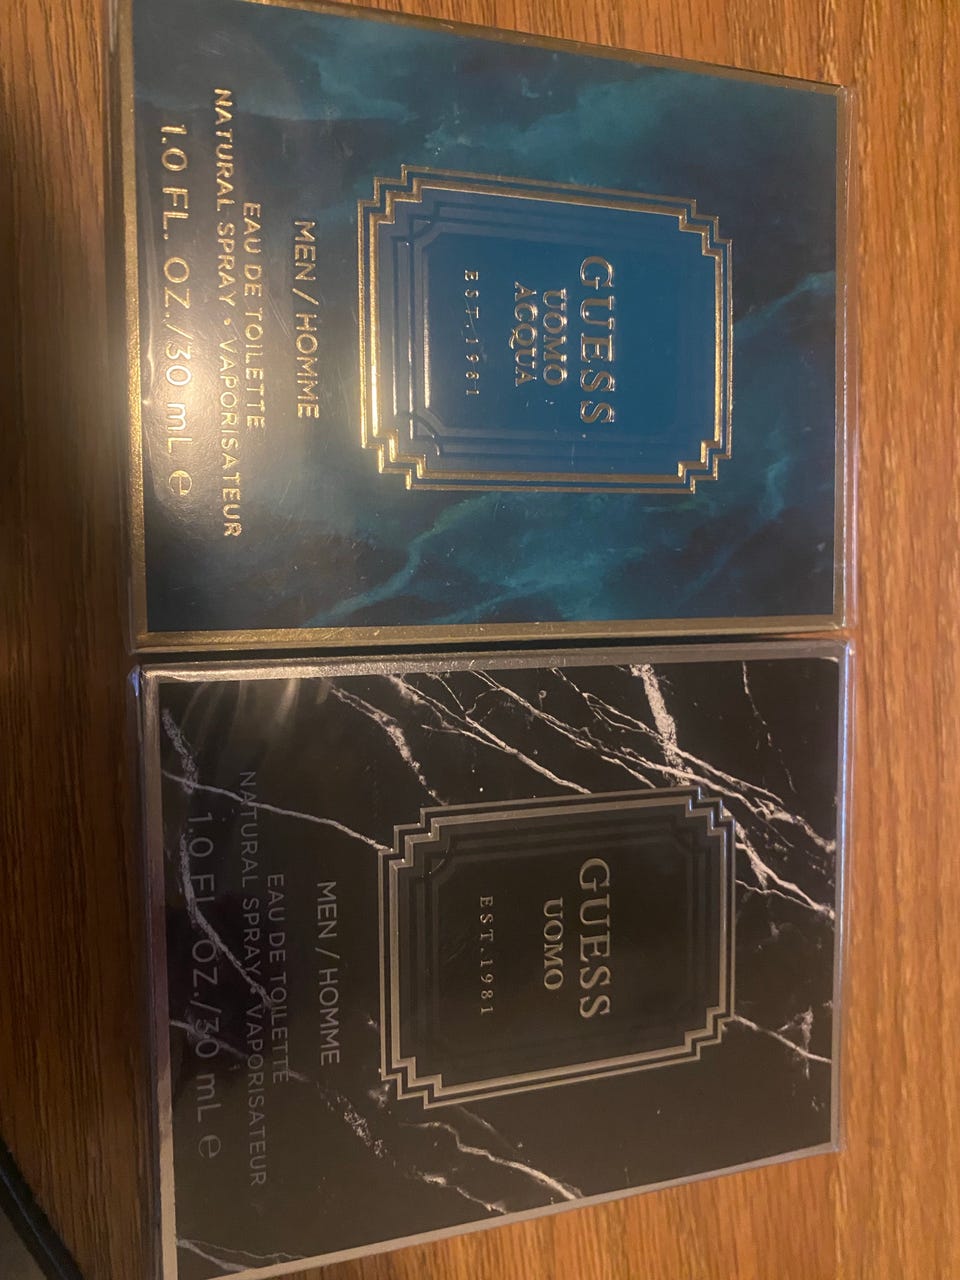 GUESS
UOMO
ACQUA
EST.1981
MEN / HOMME
EAU DE TOILETTE
NATURAL SPRAY • VAPORISATEUR
1.0 FL. OZ./30 mL e
GUESS
UOMO
EST.1981
MEN / HOMME
EAU DE TOILETTE
NATURAL SPRAY • VAPORISATEUR
1.0 FL. OZ./30 mL e